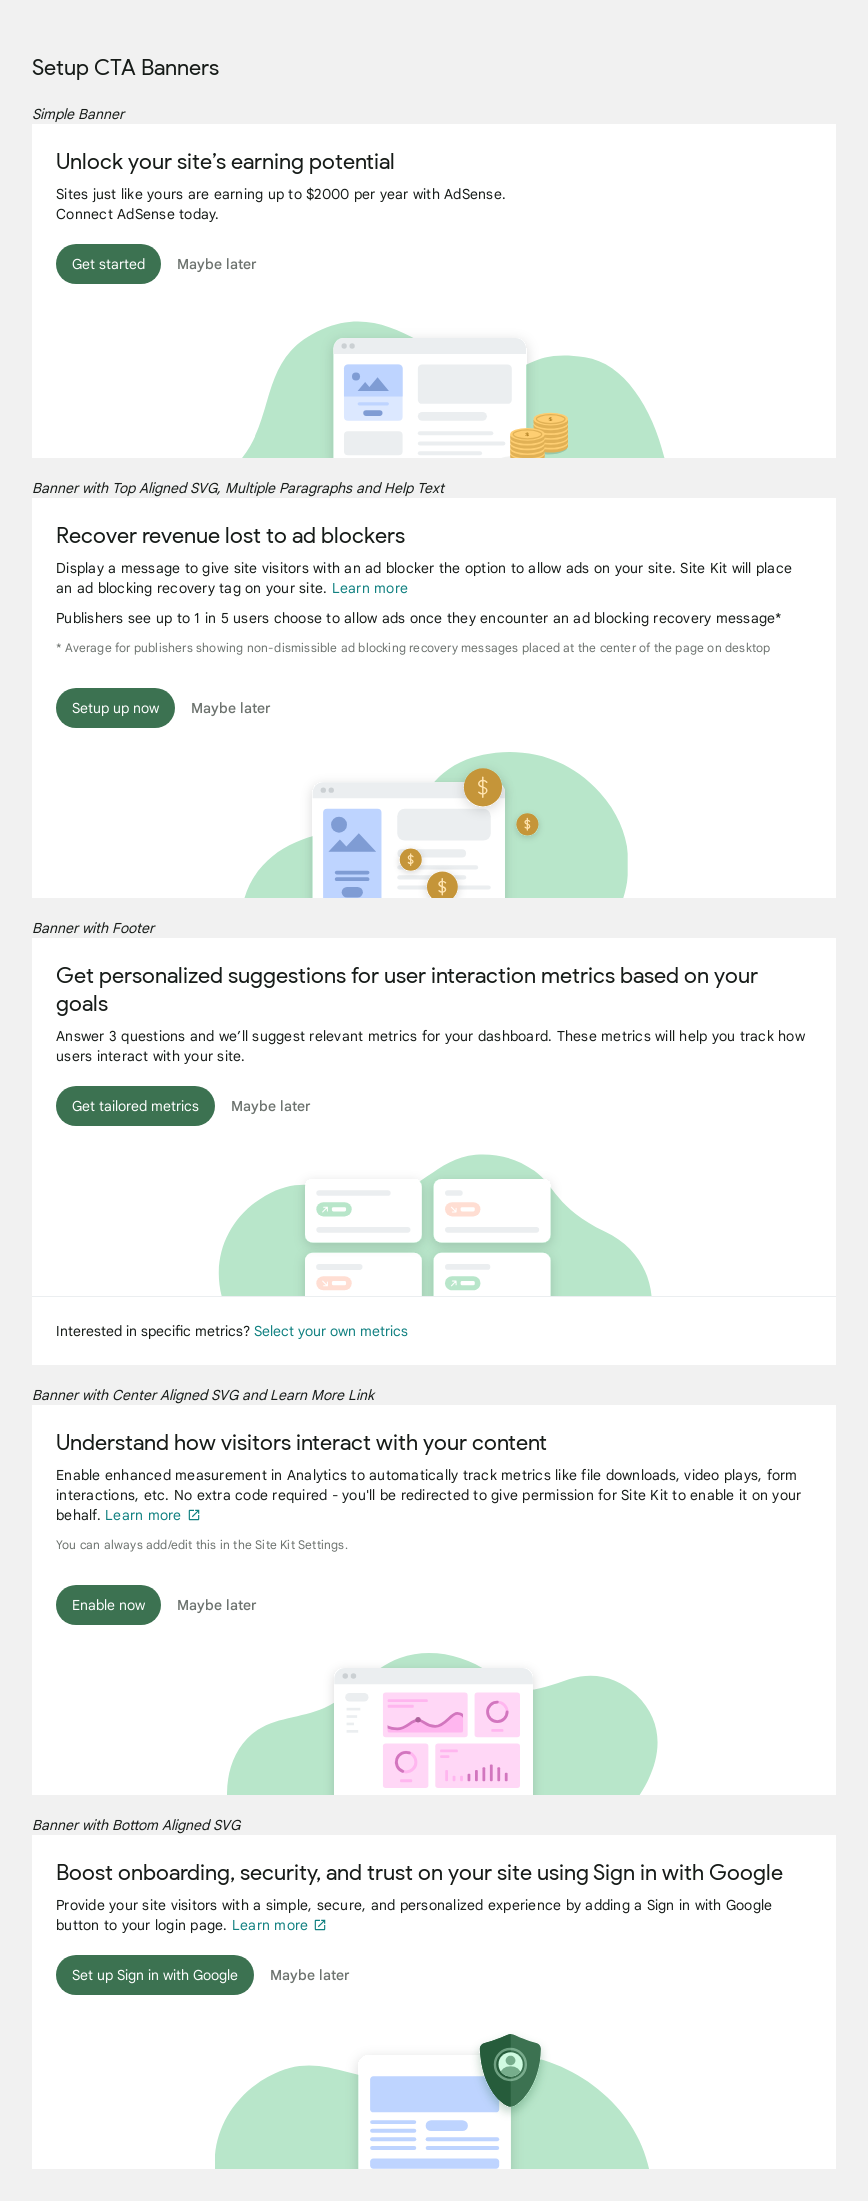 Setup CTA Banners
Simple Banner
Unlock your site’s earning potential
Sites just like yours are earning up to $2000 per year with AdSense.
Connect AdSense today.
Get started Maybe later
Banner with Top Aligned SVG, Multiple Paragraphs and Help Text
Recover revenue lost to ad blockers
Display a message to give site visitors with an ad blocker the option to allow ads on your site. Site Kit will place
an ad blocking recovery tag on your site. Learn more
Publishers see up to 1 in 5 users choose to allow ads once they encounter an ad blocking recovery message*
* Average for publishers showing non-dismissible ad blocking recovery messages placed at the center of the page on desktop
Setup up now Maybe later
$
$
$
$
Banner with Footer
Get personalized suggestions for user interaction metrics based on your
goals
Answer 3 questions and we’ll suggest relevant metrics for your dashboard. These metrics will help you track how
users interact with your site.
Get tailored metrics Maybe later
Interested in specific metrics? Select your own metrics
Banner with Center Aligned SVG and Learn More Link
Understand how visitors interact with your content
Enable enhanced measurement in Analytics to automatically track metrics like file downloads, video plays, form
interactions, etc. No extra code required - you'll be redirected to give permission for Site Kit to enable it on your
behalf. Learn more
You can always add/edit this in the Site Kit Settings.
Enable now Maybe later
Banner with Bottom Aligned SVG
Boost onboarding, security, and trust on your site using Sign in with Google
Provide your site visitors with a simple, secure, and personalized experience by adding a Sign in with Google
button to your login page. Learn more
Set up Sign in with Google Maybe later